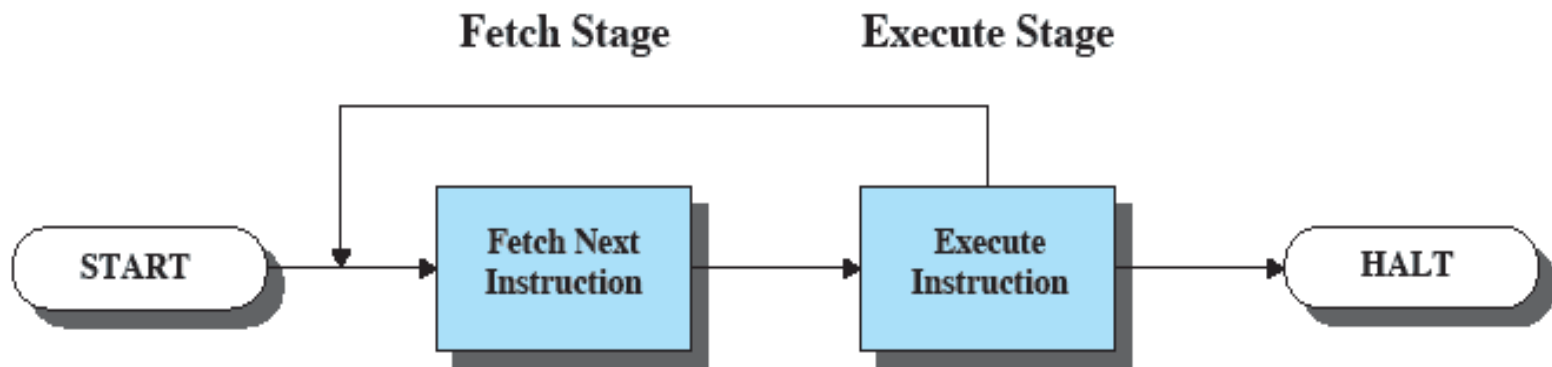 Fetch Stage
Execute Stage
START
Fetch Next
Instruction
Execute
Instruction
HALT